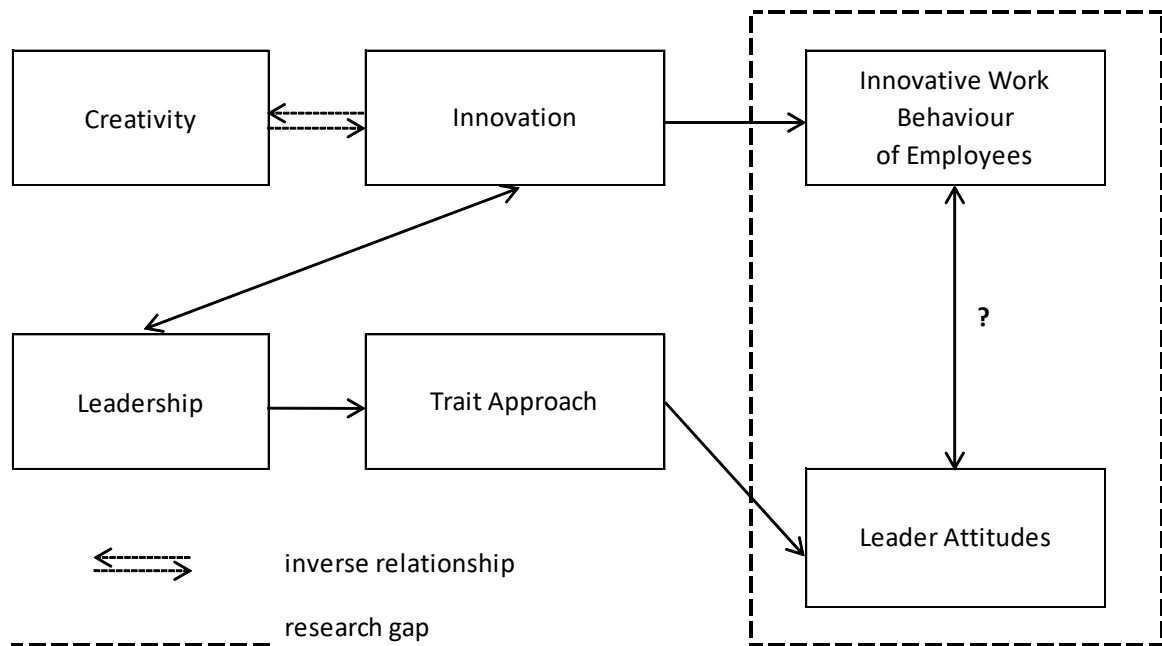 Creativity
Innovation
Innovative Work
Behaviour
of Employees
?
Leadership
Trait Approach
Leader Attitudes
inverse relationship
research gap